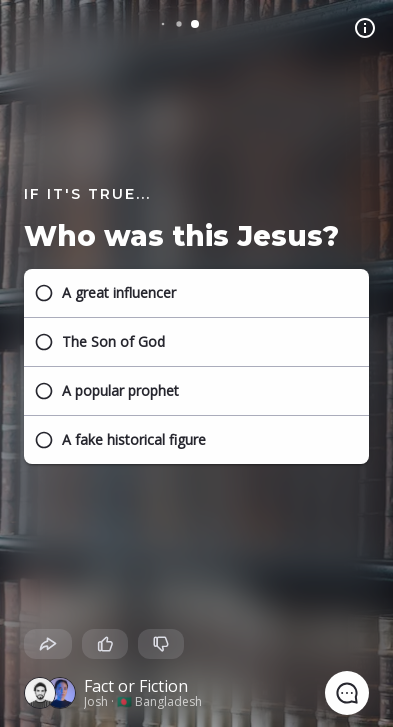 IF IT'S TRUE...
Who was this Jesus?
A great influencer
The Son of God
A popular prophet
A fake historical figure
Fact or Fiction
Josh · 🇧🇩 Bangladesh